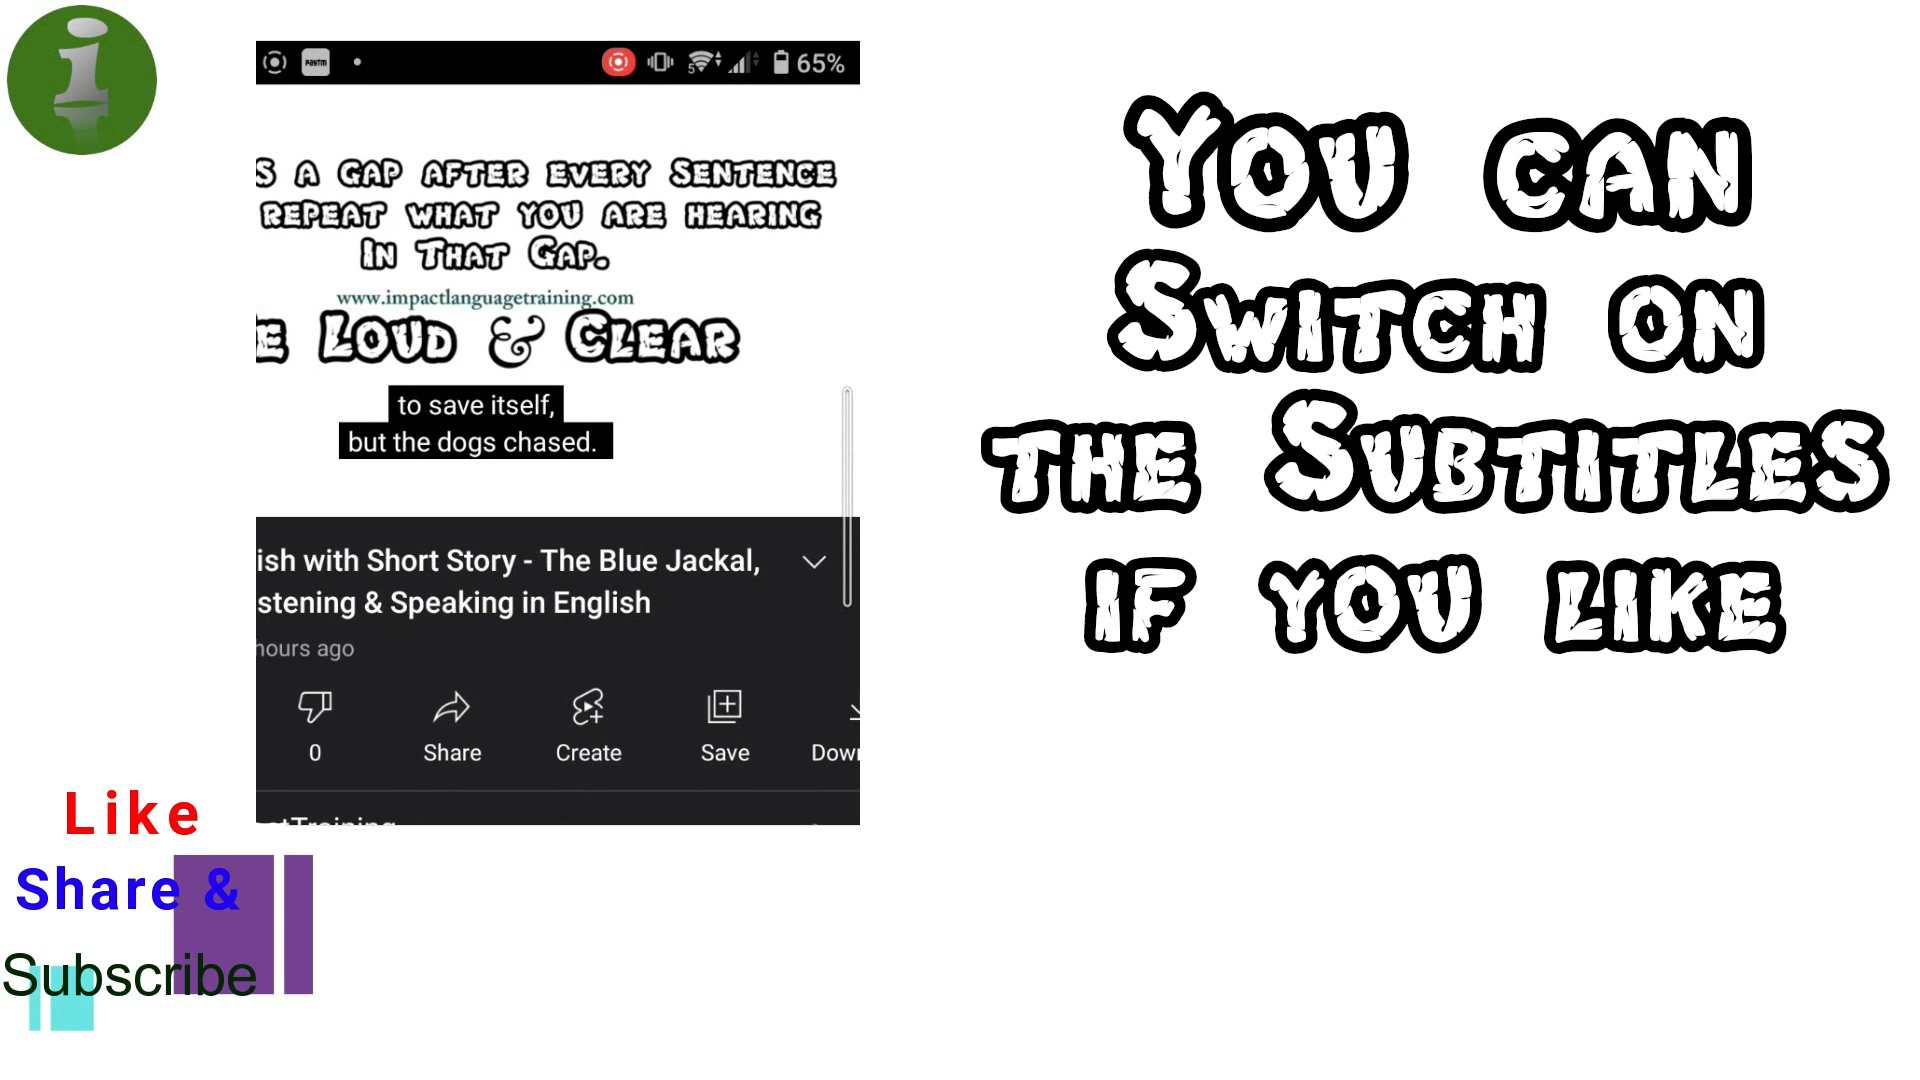 i
Paytm
65%
S A GAP AFTER EVERY SENTENCE
REPEAT WHAT YOU ARE HEARING
IN THAT GAP.
www.impactlanguagetraining.com
E LOUD & CLEAR
to save itself,
but the dogs chased.
ish with Short Story - The Blue Jackal,
stening & Speaking in English
hours ago
0 Share Create Save Down
YOU CAN
SWITCH ON
THE SUBTITLES
IF YOU LIKE
Like
Share &
Subscribe